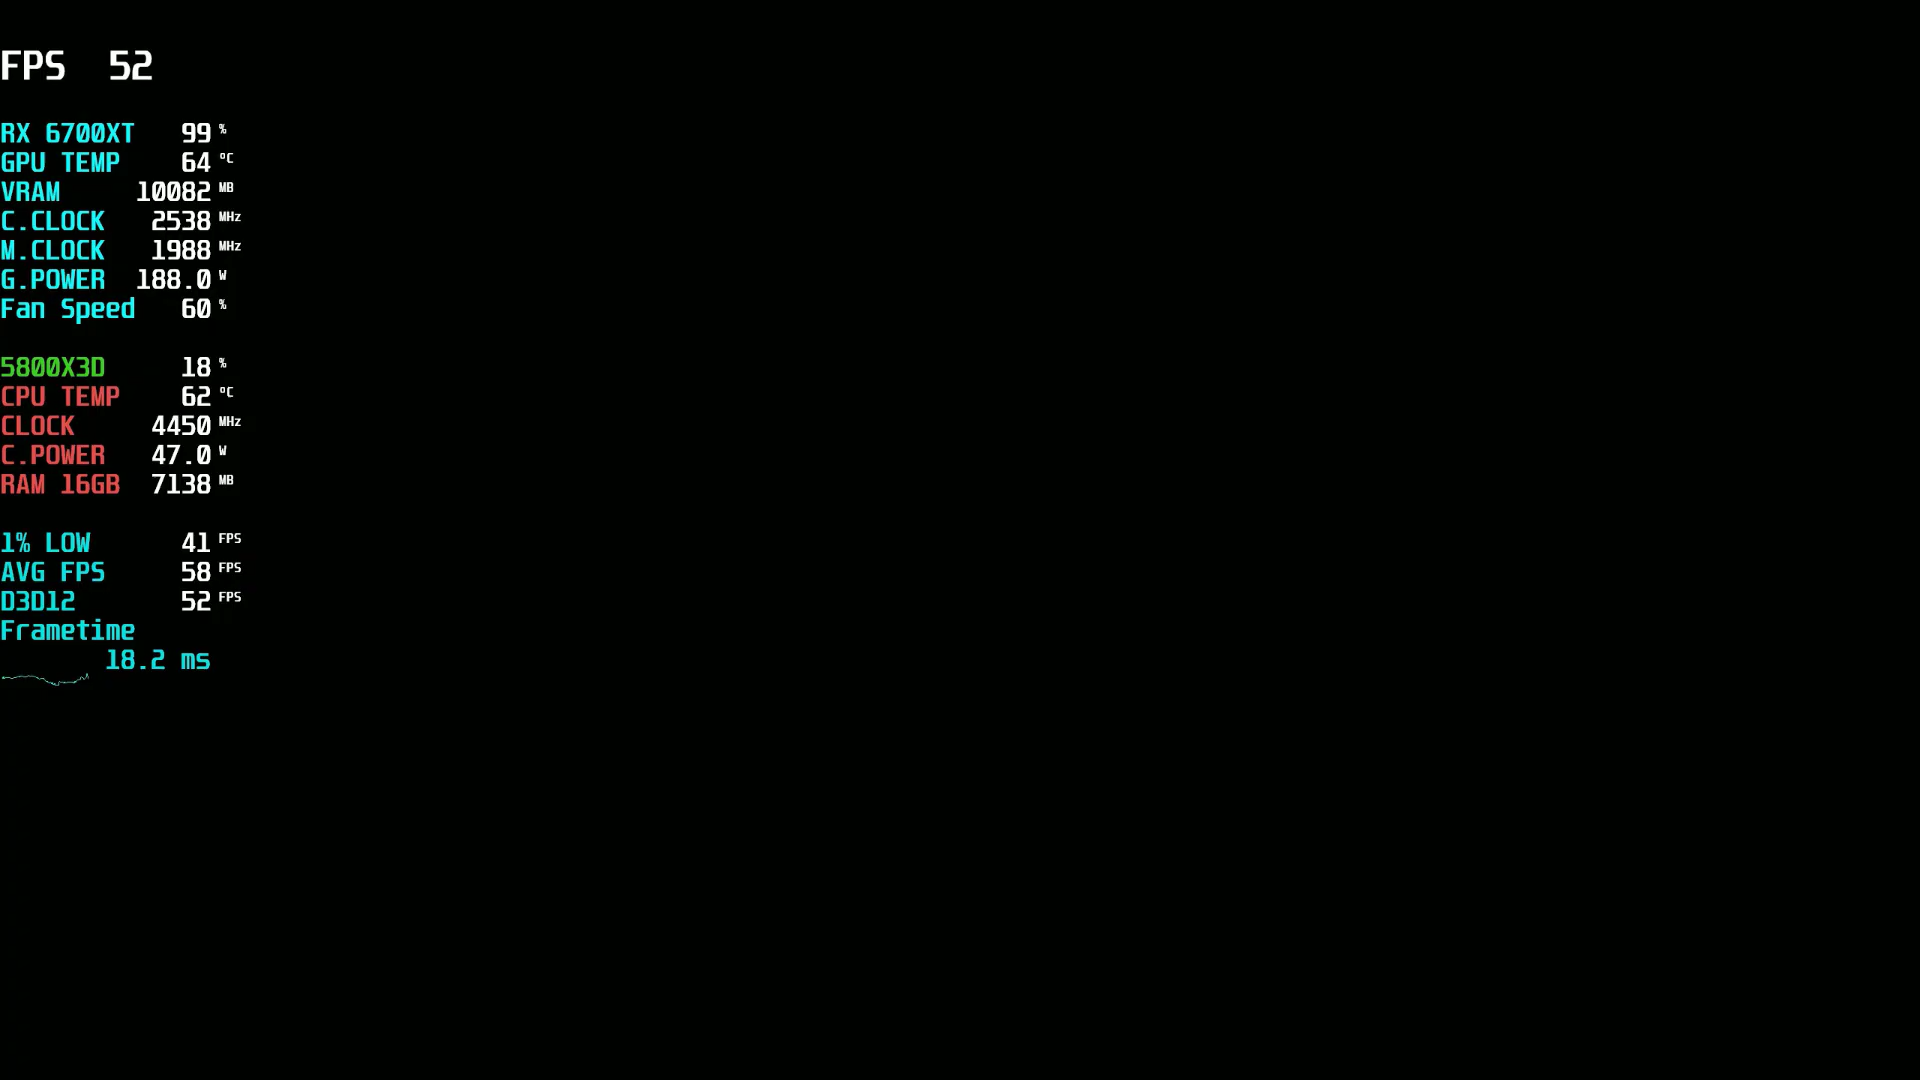 FPS 52
RX 6700XT 99 %
GPU TEMP 64 °C
VRAM 10082 MB
C.CLOCK 2538 MHz
M.CLOCK 1988 MHz
G.POWER 188.0 W
Fan Speed 60 %
5800X3D 18 %
CPU TEMP 62 °C
CLOCK 4450 MHz
C.POWER 47.0 W
RAM 16GB 7138 MB
1% LOW 41 FPS
AVG FPS 58 FPS
D3D12 52 FPS
Frametime
18.2 ms